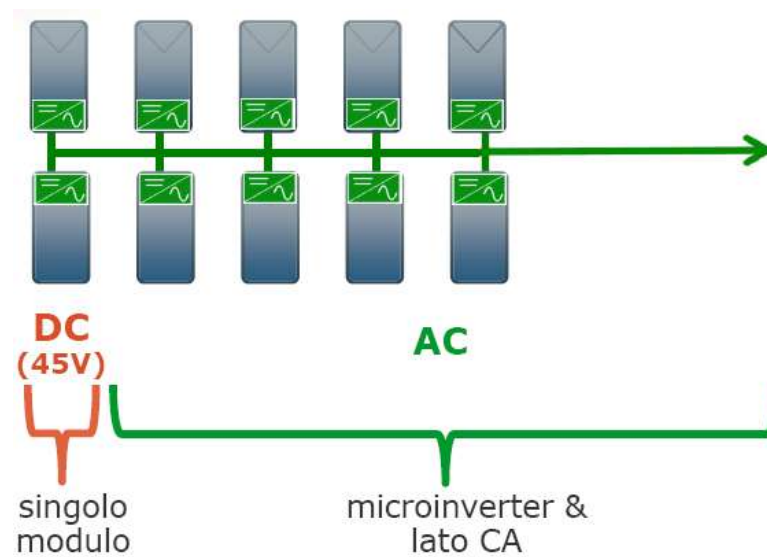 DC
(45V)
AC
singolo
modulo
microinverter &
lato CA